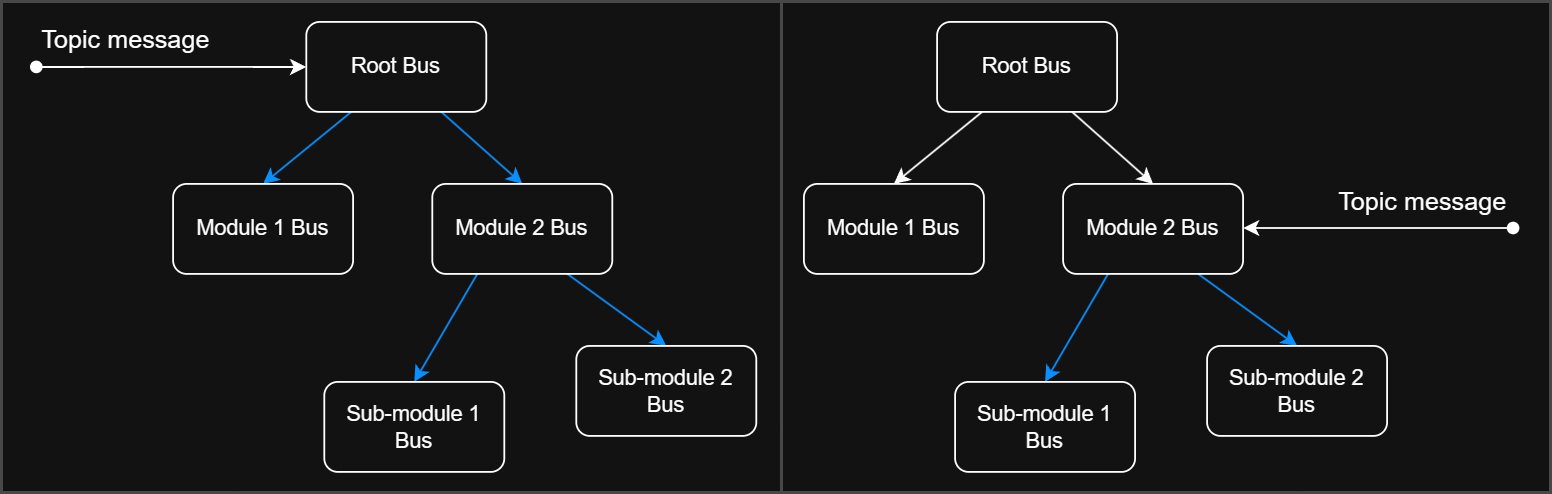 Topic message
Root Bus
Module 1 Bus
Module 2 Bus
Sub-module 2
Bus
Sub-module 1
Bus
Root Bus
Topic message
Module 1 Bus
Module 2 Bus
Sub-module 2
Bus
Sub-module 1
Bus